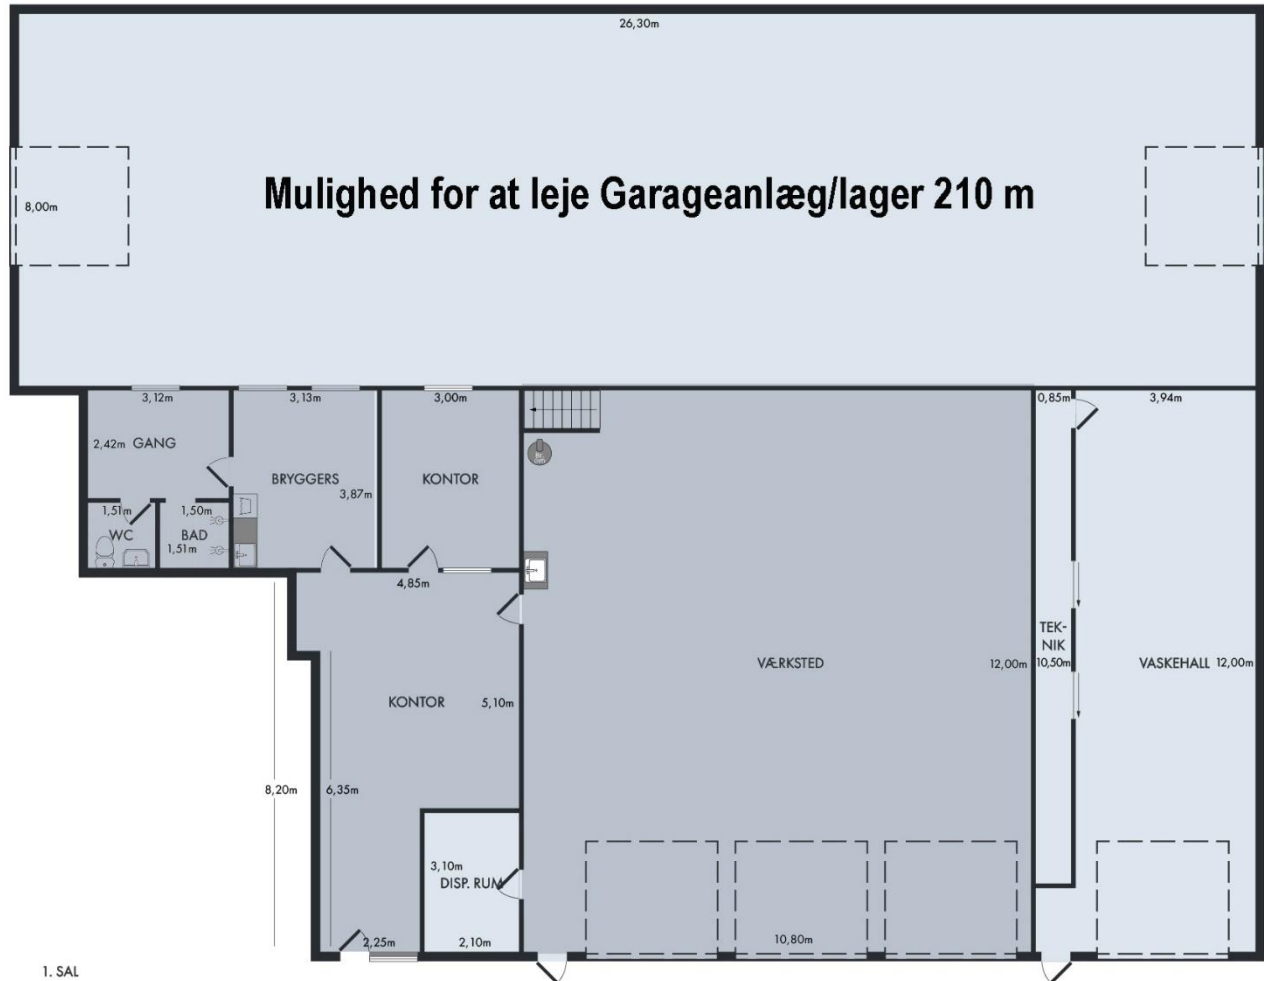 26,30m
8,00m
Mulighed for at leje Garageanlæg/lager 210 m
3,12m
3,13m
3,00m
0,85m
3,94m
2,42m GANG
BRYGGERS
3,87m
KONTOR
1,51m
1,50m
WC
BAD
1,51m
4,85m
KONTOR
5,10m
VÆRKSTED
12,00m
TEK-
NIK
10,50m
VASKEHALL 12,00m
8,20m
6,35m
3,10m
DISP. RUM
2,25m
2,10m
10,80m
1. SAL